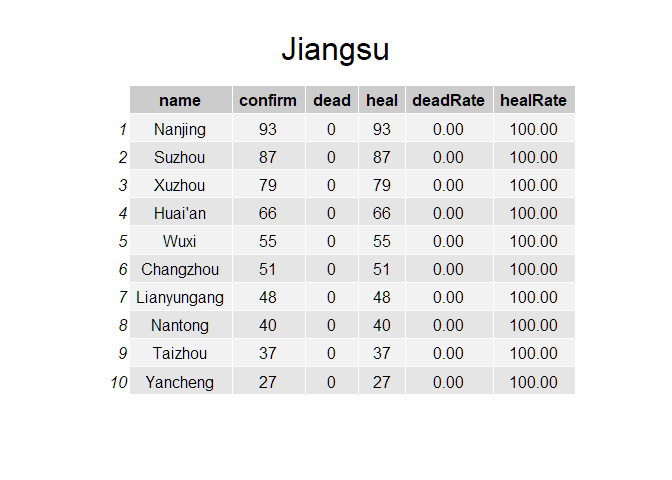 Jiangsu
name confirm dead heal deadRate healRate
1 Nanjing 93 0 93 0.00 100.00
2 Suzhou 87 0 87 0.00 100.00
3 Xuzhou 79 0 79 0.00 100.00
4 Huai'an 66 0 66 0.00 100.00
5 Wuxi 55 0 55 0.00 100.00
6 Changzhou 51 0 51 0.00 100.00
7 Lianyungang 48 0 48 0.00 100.00
8 Nantong 40 0 40 0.00 100.00
9 Taizhou 37 0 37 0.00 100.00
10 Yancheng 27 0 27 0.00 100.00